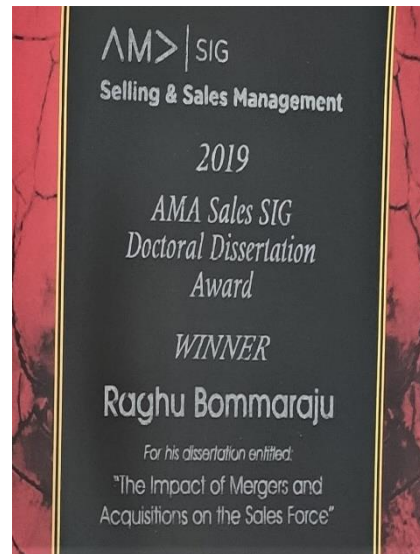 AMA SIG
Selling & Sales Management
2019
AMA Sales SIG
Doctoral Dissertation
Award
WINNER
Raghu Bommaraju
For his dissertation entitled:
"The Impact of Mergers and
Acquisitions on the Sales Force"